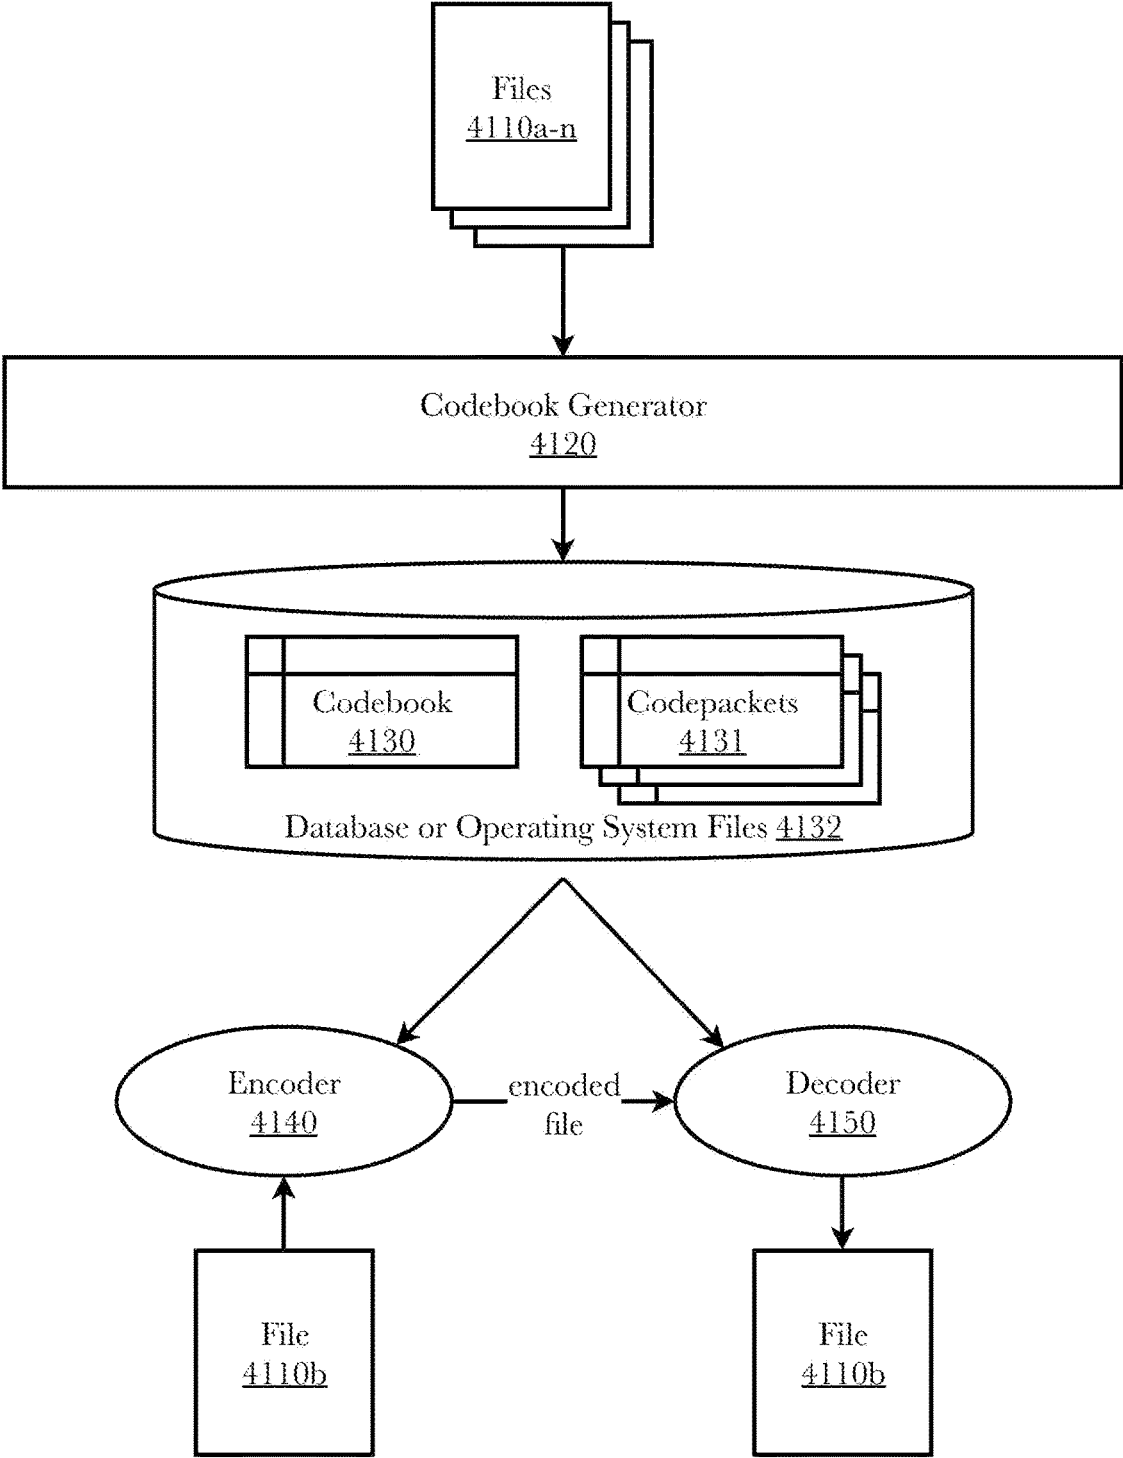 Files
4110a-n
Codebook Generator
4120
Codebook
4130
Codepackets
4131
Database or Operating System Files 4132
Encoder
4140
encoded
file
Decoder
4150
File
4110b
File
4110b